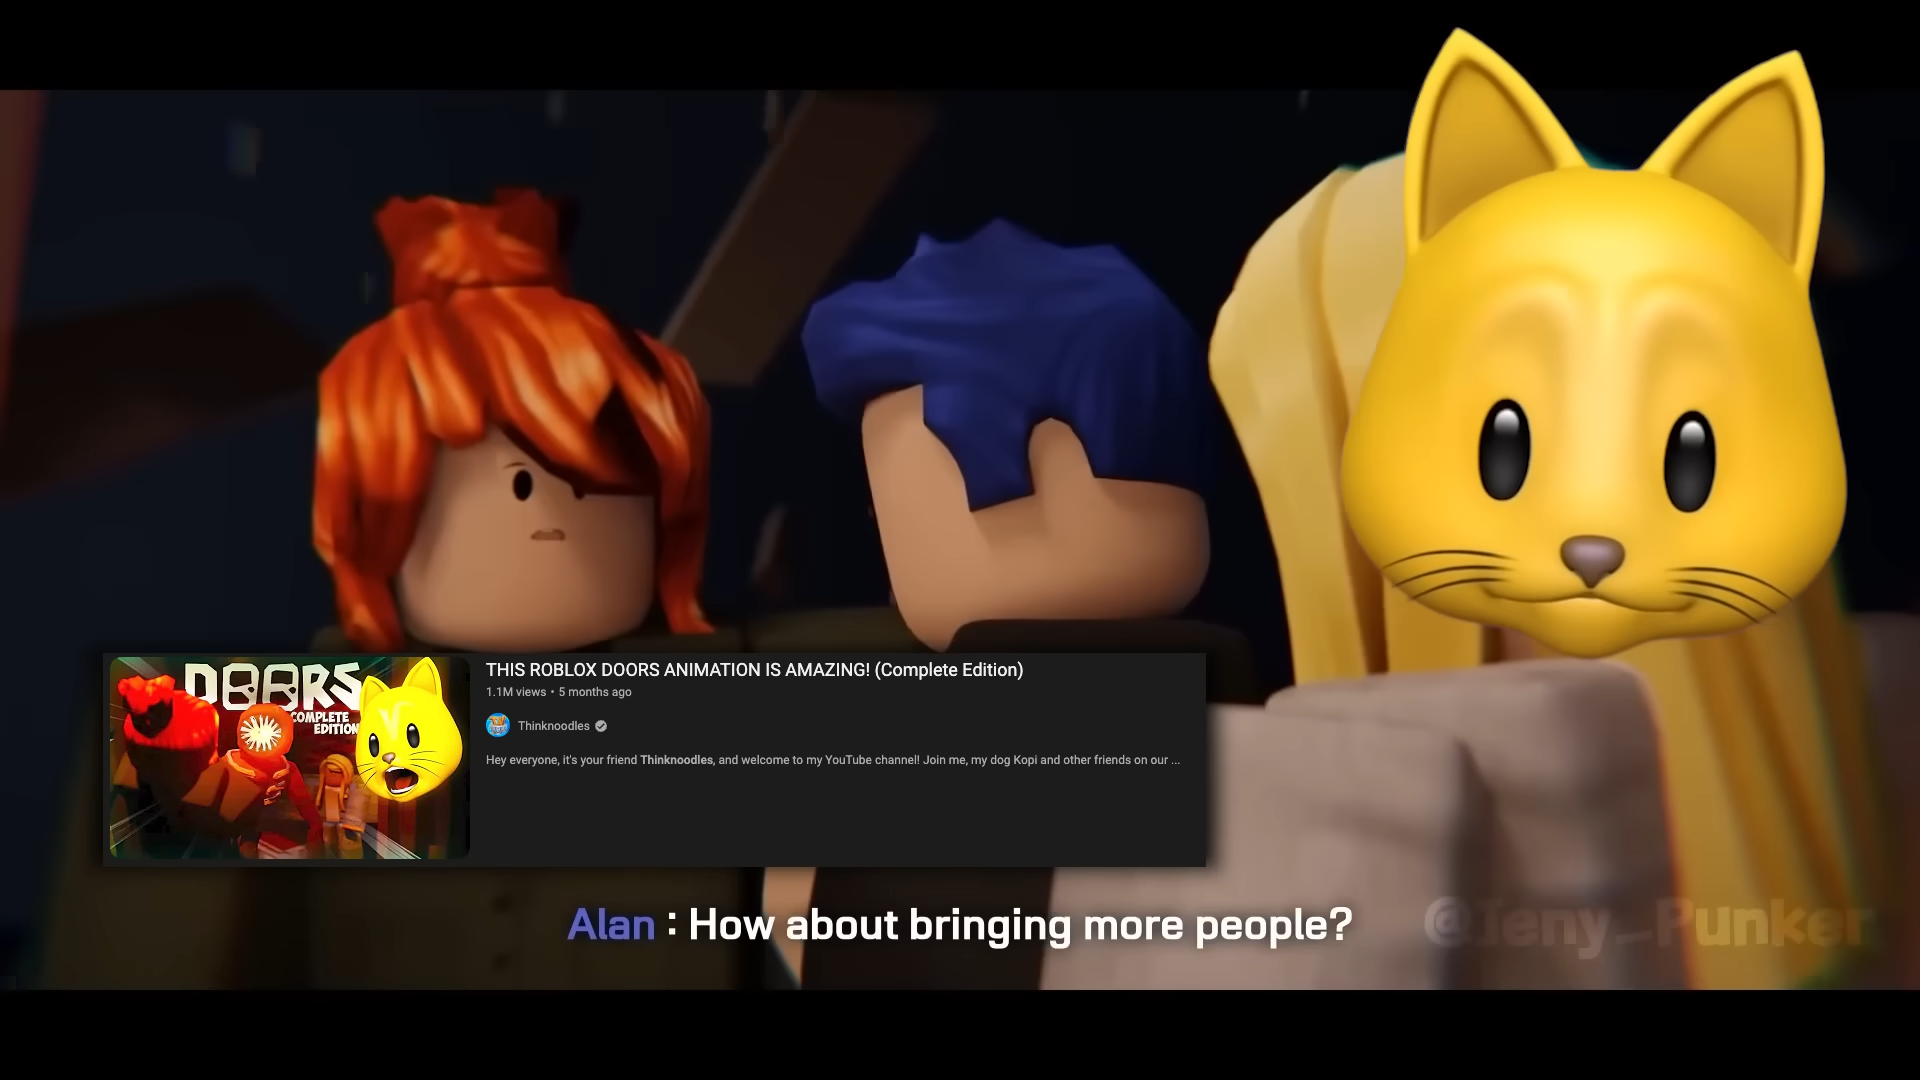 DOORS
COMPLETE
EDITION
THIS ROBLOX DOORS ANIMATION IS AMAZING! (Complete Edition)
1.1M views • 5 months ago
Thinknoodles
Hey everyone, it's your friend Thinknoodles, and welcome to my YouTube channel! Join me, my dog Kopi and other friends on our ...
Alan : How about bringing more people?
@Teny_Punker